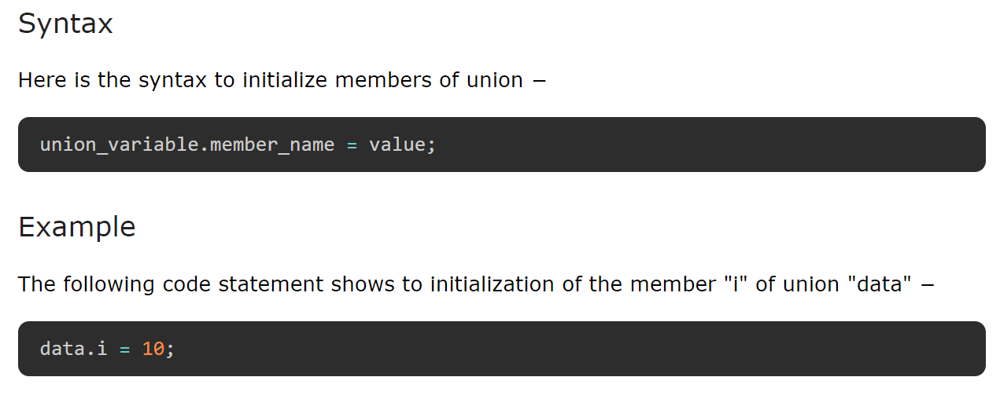 Syntax
Here is the syntax to initialize members of union −
union_variable.member_name = value;
Example
The following code statement shows to initialization of the member "i" of union "data" −
data.i = 10;